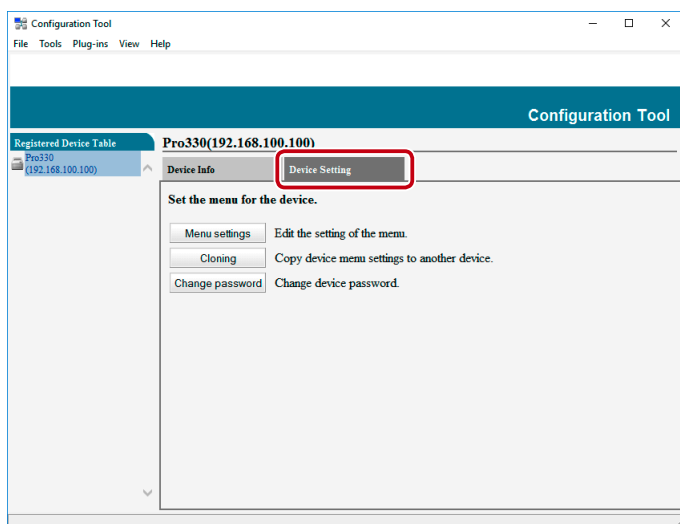 Configuration Tool
File Tools Plug-ins View Help
Configuration Tool
Registered Device Table
Pro330
(192.168.100.100)
Pro330(192.168.100.100)
Device Info Device Setting
Set the menu for the device.
Menu settings Edit the setting of the menu.
Cloning Copy device menu settings to another device.
Change password Change device password.